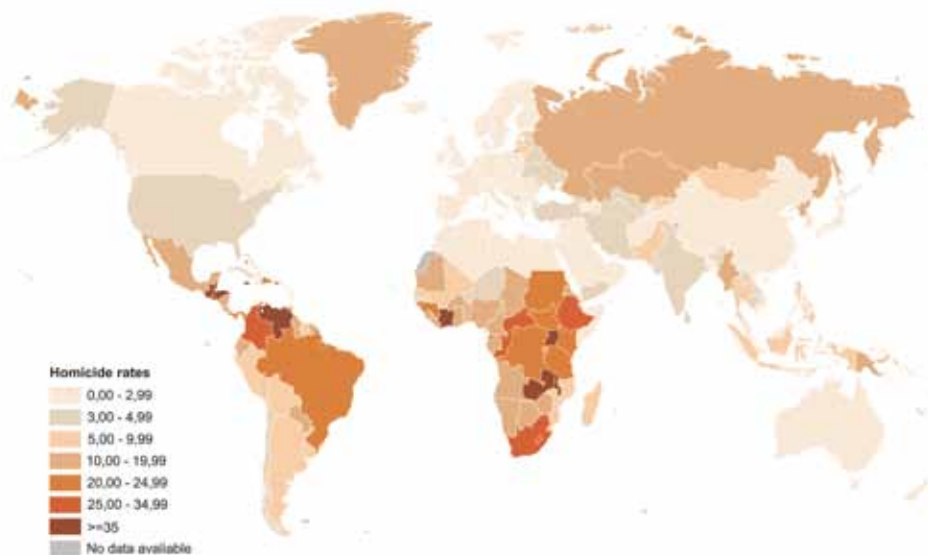 Homicide rates
0,00 - 2,99
3,00 - 4,99
5,00 - 9,99
10,00 - 19,99
20,00 - 24,99
25,00 - 34,99
>=35
No data available